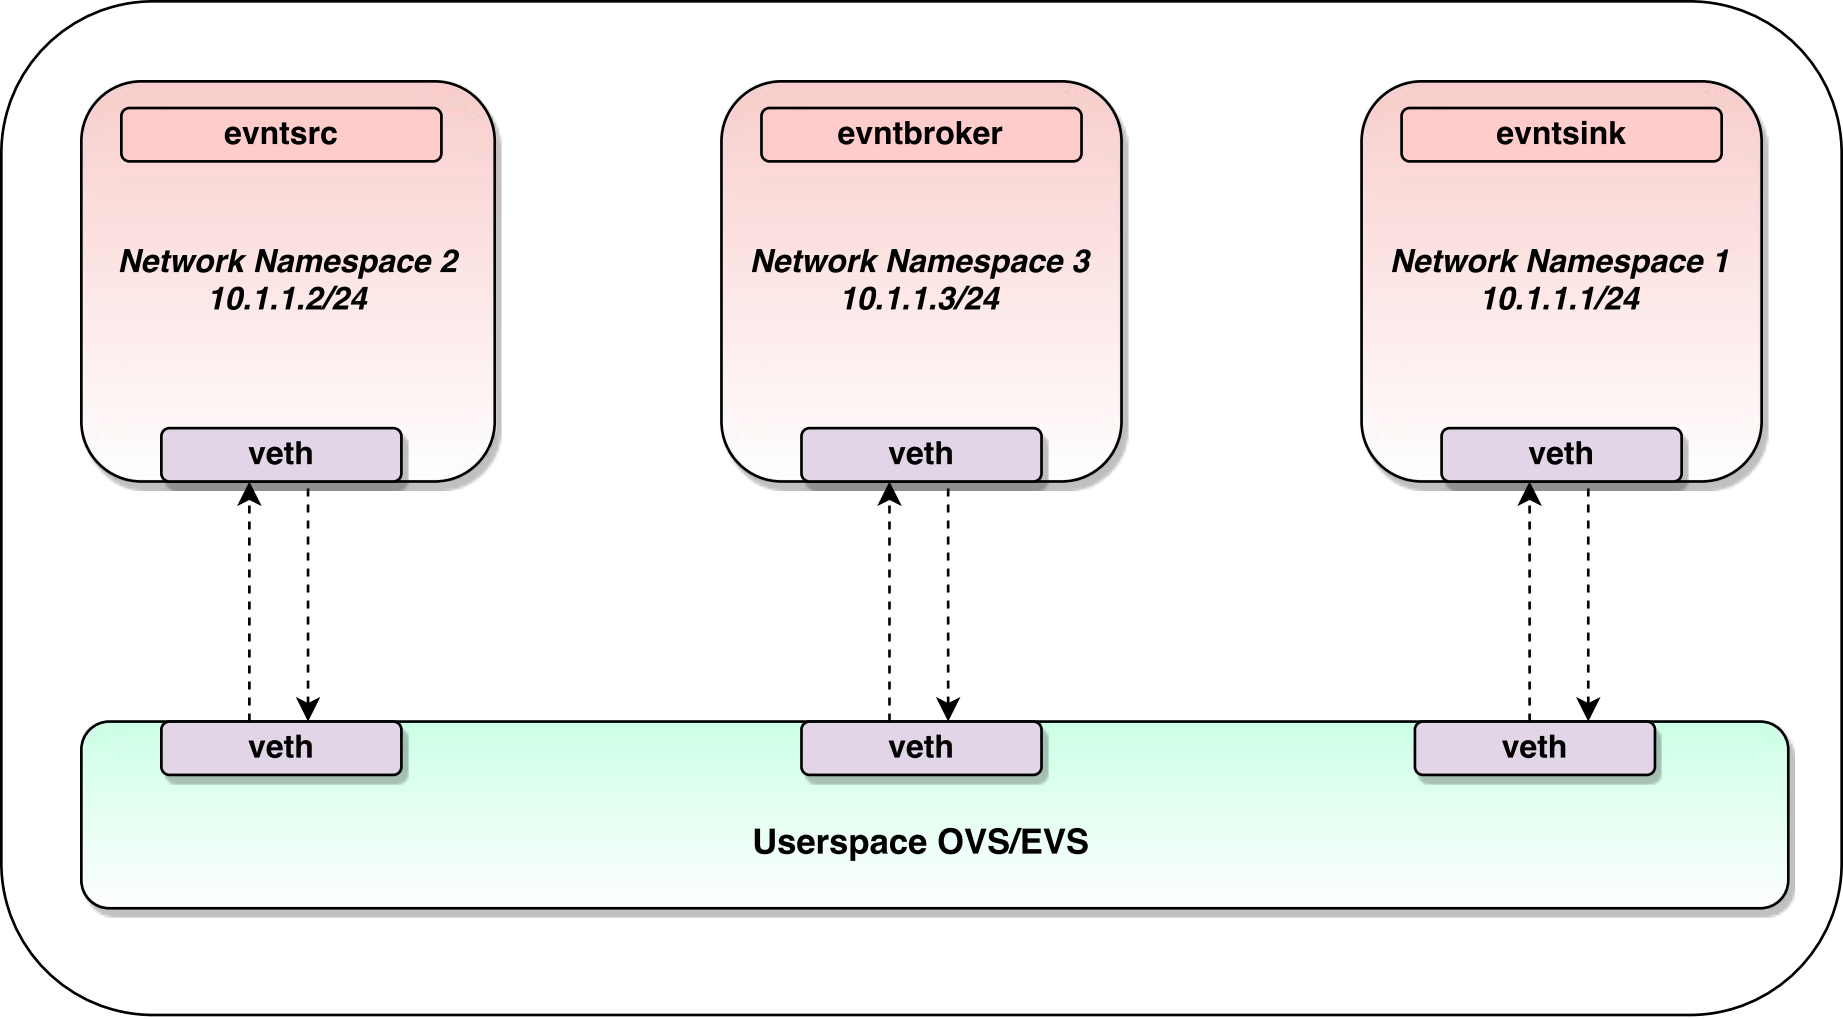 evntsrc
evntbroker
evntsink
Network Namespace 2
10.1.1.2/24
Network Namespace 3
10.1.1.3/24
Network Namespace 1
10.1.1.1/24
veth
veth
veth
veth
veth
veth
Userspace OVS/EVS